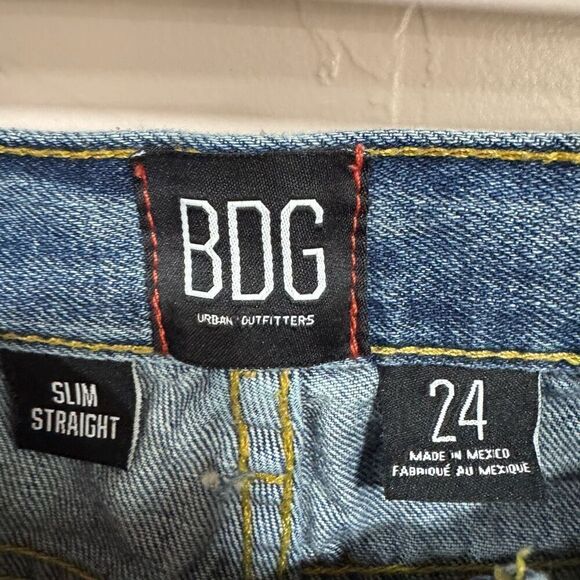 BDG
URBAN OUTFITTERS
SLIM
STRAIGHT
24
MADE IN MEXICO
FABRIQUÉ AU MEXIQUE